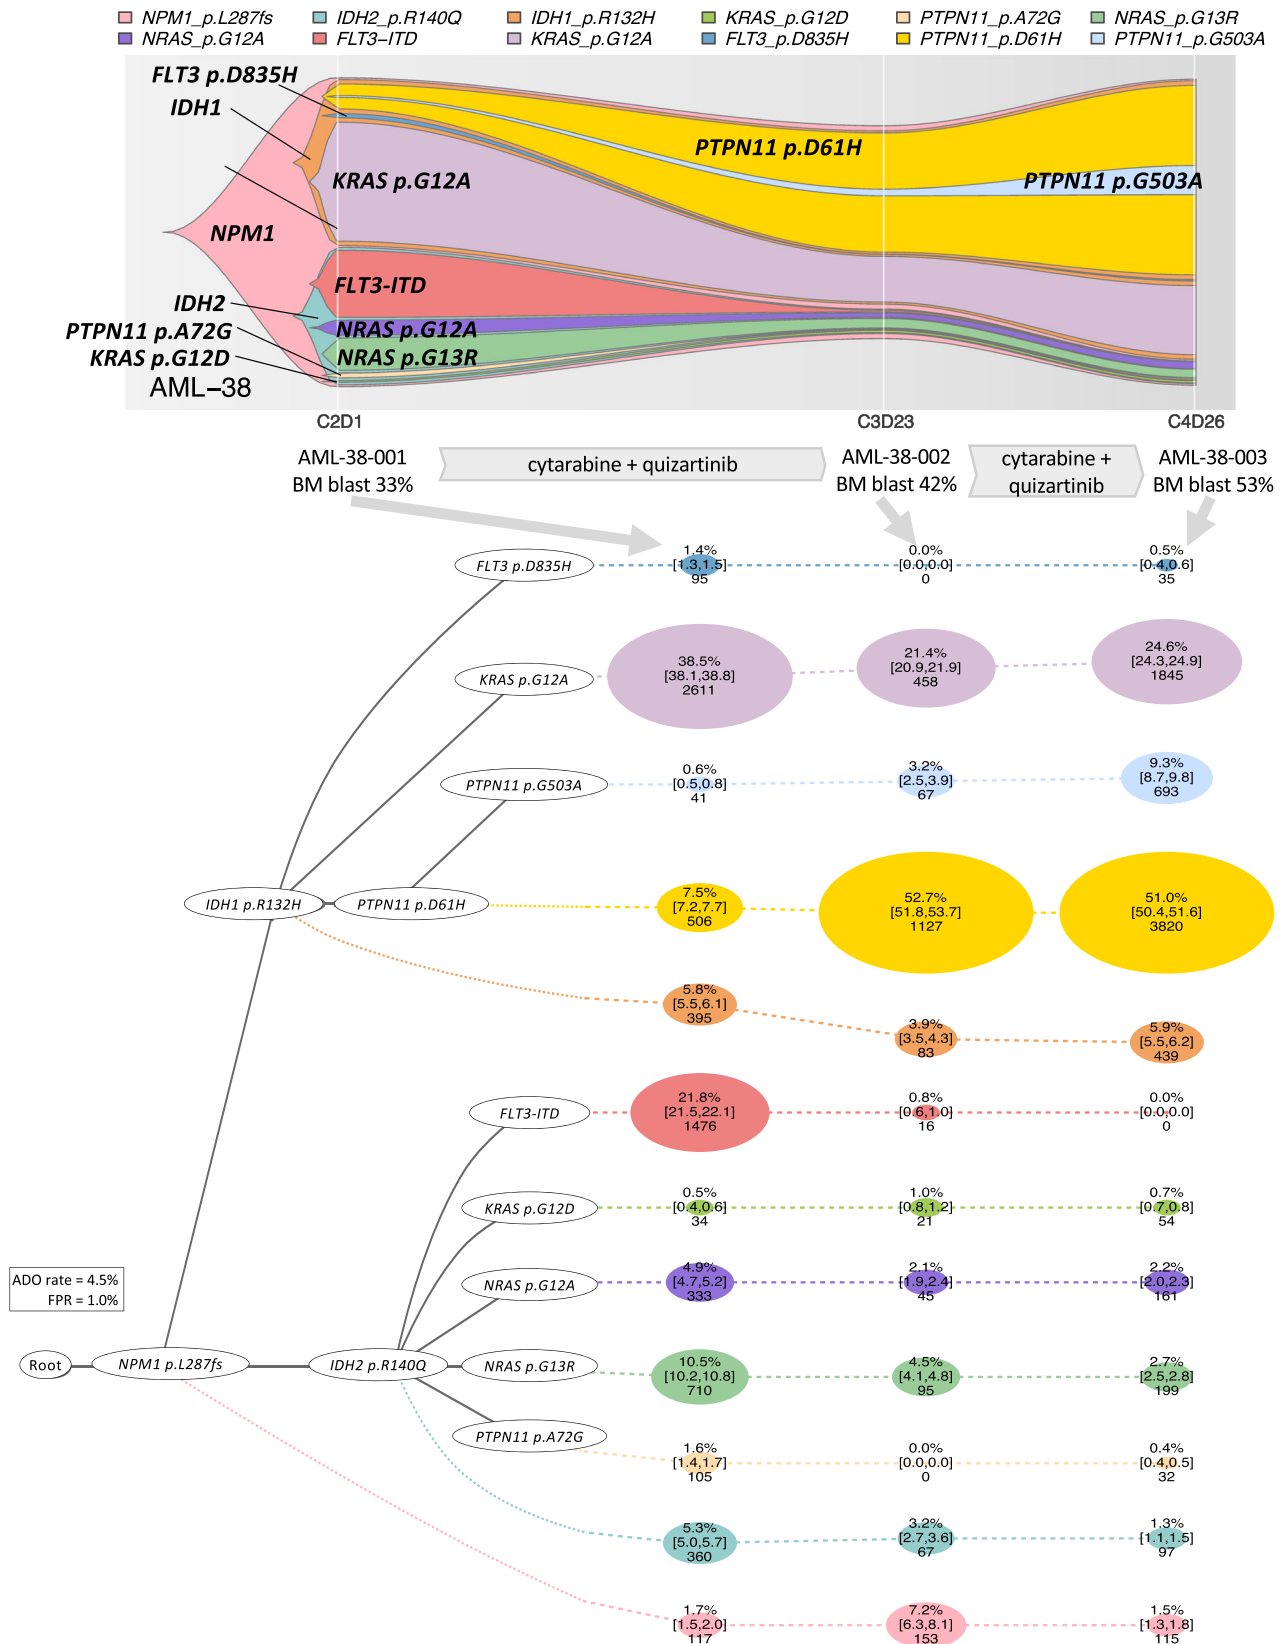 NPM1_p.L287fs IDH2_p.R140Q IDH1_p.R132H KRAS_p.G12D PTPN11_p.A72G NRAS_p.G13R
NRAS_p.G12A FLT3–ITD KRAS_p.G12A FLT3_p.D835H PTPN11_p.D61H PTPN11_p.G503A
FLT3 p.D835H
IDH1
PTPN11 p.D61H
KRAS p.G12A
PTPN11 p.G503A
NPM1
FLT3-ITD
IDH2
PTPN11 p.A72G
NRAS p.G12A
KRAS p.G12D
NRAS p.G13R
AML–38
C2D1 C3D23 C4D26
AML-38-001
BM blast 33%
cytarabine + quizartinib
AML-38-002
BM blast 42%
cytarabine +
quizartinib
AML-38-003
BM blast 53%
FLT3 p.D835H
1.4%
[1.3,1.5]
95
0.0%
[0.0,0.0]
0
0.5%
[0.4,0.6]
35
KRAS p.G12A
38.5%
[38.1,38.8]
2611
21.4%
[20.9,21.9]
458
24.6%
[24.3,24.9]
1845
PTPN11 p.G503A
0.6%
[0.5,0.8]
41
3.2%
[2.5,3.9]
67
9.3%
[8.7,9.8]
693
IDH1 p.R132H
PTPN11 p.D61H
7.5%
[7.2,7.7]
506
52.7%
[51.8,53.7]
1127
51.0%
[50.4,51.6]
3820
5.8%
[5.5,6.1]
395
3.9%
[3.5,4.3]
83
5.9%
[5.5,6.2]
439
FLT3-ITD
21.8%
[21.5,22.1]
1476
0.8%
[0.6,1.0]
16
0.0%
[0.0,0.0]
0
KRAS p.G12D
0.5%
[0.4,0.6]
34
1.0%
[0.8,1.2]
21
0.7%
[0.7,0.8]
54
ADO rate = 4.5%
FPR = 1.0%
NRAS p.G12A
4.9%
[4.7,5.2]
333
2.1%
[1.9,2.4]
45
2.2%
[2.0,2.3]
161
Root
NPM1 p.L287fs
IDH2 p.R140Q
NRAS p.G13R
10.5%
[10.2,10.8]
710
4.5%
[4.1,4.8]
95
2.7%
[2.5,2.8]
199
PTPN11 p.A72G
1.6%
[1.4,1.7]
105
0.0%
[0.0,0.0]
0
0.4%
[0.4,0.5]
32
5.3%
[5.0,5.7]
360
3.2%
[2.7,3.6]
67
1.3%
[1.1,1.5]
97
1.7%
[1.5,2.0]
117
7.2%
[6.3,8.1]
153
1.5%
[1.3,1.8]
115